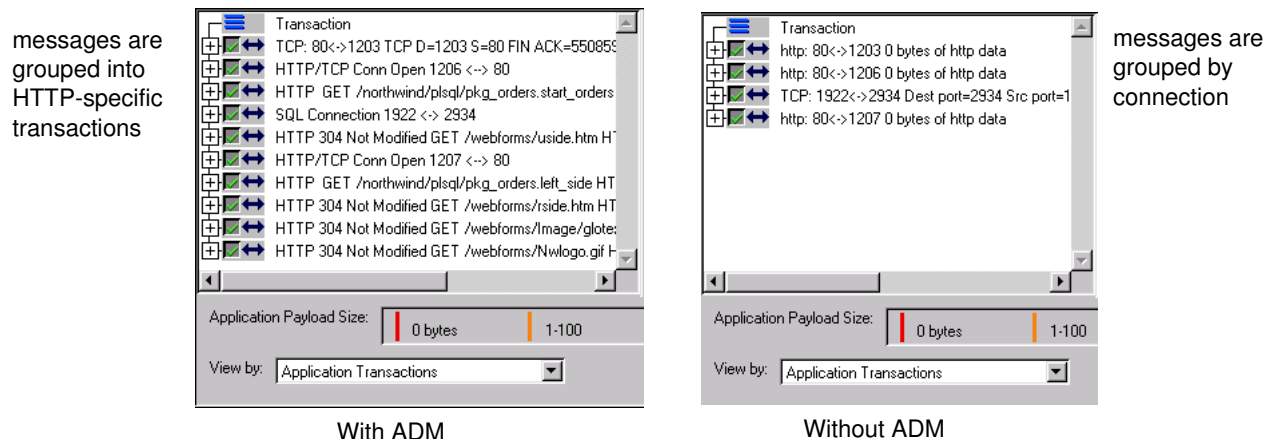 messages are
grouped into
HTTP-specific
transactions
Transaction
TCP: 80<->1203 TCP D=1203 S=80 FIN ACK=55085
HTTP/TCP Conn Open 1206 <--> 80
HTTP GET /northwind/plsql/pkg_orders.start_orders
SQL Connection 1922 <-> 2934
HTTP 304 Not Modified GET /webforms/uside.htm HT
HTTP/TCP Conn Open 1207 <--> 80
HTTP GET /northwind/plsql/pkg_orders.left_side HT
HTTP 304 Not Modified GET /webforms/rside.htm HT
HTTP 304 Not Modified GET /webforms/Image/glote
HTTP 304 Not Modified GET /webforms/Nwlogo.gif H
Application Payload Size: 0 bytes 1-100
View by: Application Transactions
With ADM
Transaction
http: 80<->1203 0 bytes of http data
http: 80<->1206 0 bytes of http data
TCP: 1922<->2934 Dest port=2934 Src port=1
http: 80<->1207 0 bytes of http data
Application Payload Size: 0 bytes 1-100
View by: Application Transactions
Without ADM
messages are
grouped by
connection